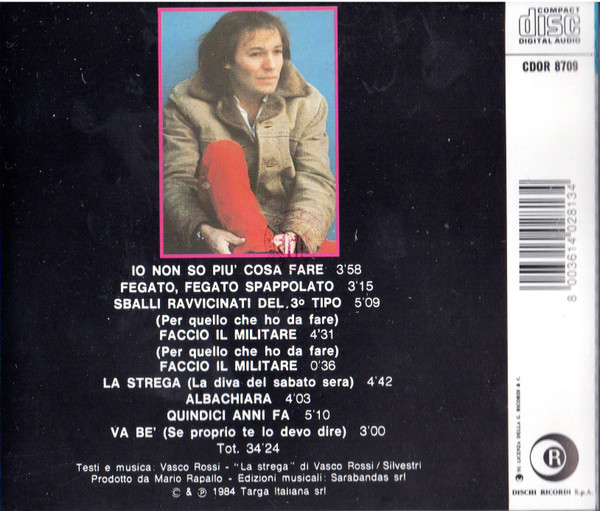 COMPACT
disc
DIGITAL AUDIO
CDOR 8709
8 003614 028134
IO NON SO PIU' COSA FARE 3'58
FEGATO, FEGATO SPAPPOLATO 3'15
SBALLI RAVVICINATI DEL 3º TIPO 5'09
(Per quello che ho da fare)
FACCIO IL MILITARE 4'31
(Per quello che ho da fare)
FACCIO IL MILITARE 0'36
LA STREGA (La diva del sabato sera) 4'42
ALBACHIARA 4'03
QUINDICI ANNI FA 5'10
VA BE' (Se proprio te lo devo dire) 3'00
Tot. 34'24
Testi e musica: Vasco Rossi - "La strega" di Vasco Rossi/Silvestri
Prodotto da Mario Rapallo - Edizioni musicali: Sarabandas srl
© & ℗ 1984 Targa Italiana srl
LICENZA DELLA G. RICORDI & C.
R
DISCHI RICORDI S.p.A.